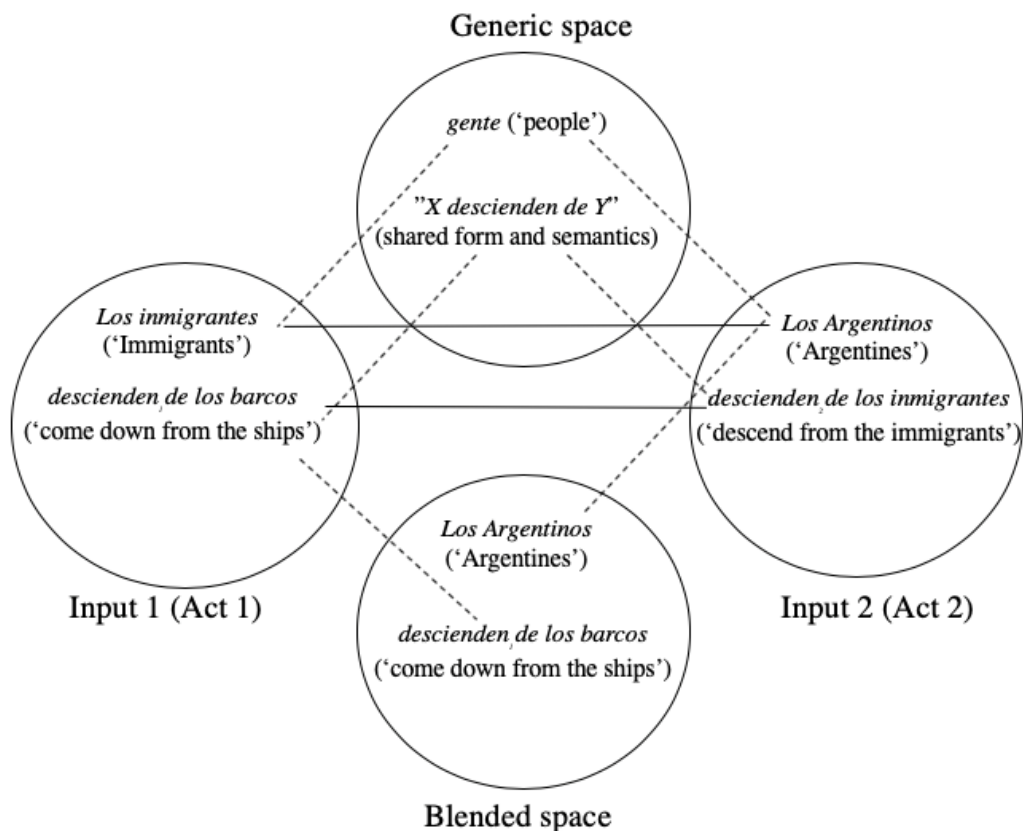 Generic space
gente (‘people’)
”X descienden de Y”
(shared form and semantics)
Los inmigrantes
(‘Immigrants’)
descienden₁ de los barcos
(‘come down from the ships’)
Input 1 (Act 1)
Los Argentinos
(‘Argentines’)
descienden₂ de los inmigrantes
(‘descend from the immigrants’)
Input 2 (Act 2)
Los Argentinos
(‘Argentines’)
descienden₁ de los barcos
(‘come down from the ships’)
Blended space